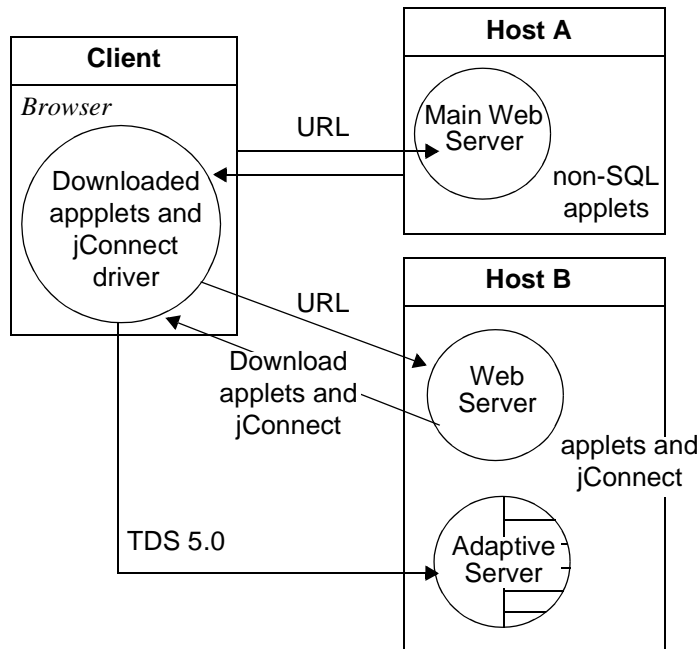 Client
Browser
Downloaded
appplets and
jConnect
driver
URL
Host A
Main Web
Server
non-SQL
applets
URL
Download
applets and
jConnect
Host B
Web
Server
applets and
jConnect
TDS 5.0
Adaptive
Server